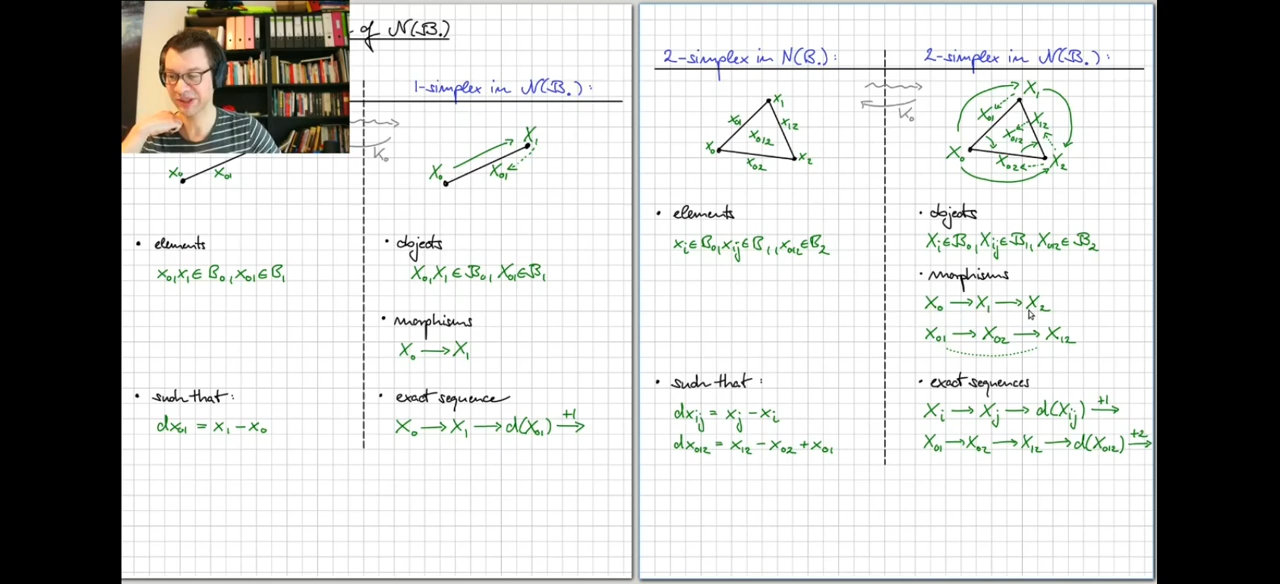 of N(B.)
1-simplex in N(B.):
K₀
X₁
X₀ X₀₁
x₀ x₀₁
• elements
x₀, x₁ ∈ B₀, x₀₁ ∈ B₁
• objects
X₀, X₁ ∈ B₀, X₀₁ ∈ B₁
• morphisms
X₀ → X₁
• such that:
dx₀₁ = x₁ - x₀
• exact sequence
X₀ → X₁ → d(X₀₁) →⁺¹
2-simplex in N(B.):
x₁
x₀₁ x₁₂
x₀₁₂
x₀ x₂
x₀₂
• elements
xᵢ ∈ B₀, xᵢⱼ ∈ B₁, x₀₁₂ ∈ B₂
• such that:
dxᵢⱼ = xⱼ - xᵢ
dx₀₁₂ = x₁₂ - x₀₂ + x₀₁
2-simplex in N(B.):
K₀
X₁
X₀₁ X₁₂
X₀₁₂
X₀ X₂
X₀₂
• objects
Xᵢ ∈ B₀, Xᵢⱼ ∈ B₁, X₀₁₂ ∈ B₂
• morphisms
X₀ → X₁ → X₂
X₀₁ → X₀₂ → X₁₂
• exact sequences
Xᵢ → Xⱼ → d(Xᵢⱼ) →⁺¹
X₀₁ → X₀₂ → X₁₂ → d(X₀₁₂) →⁺²